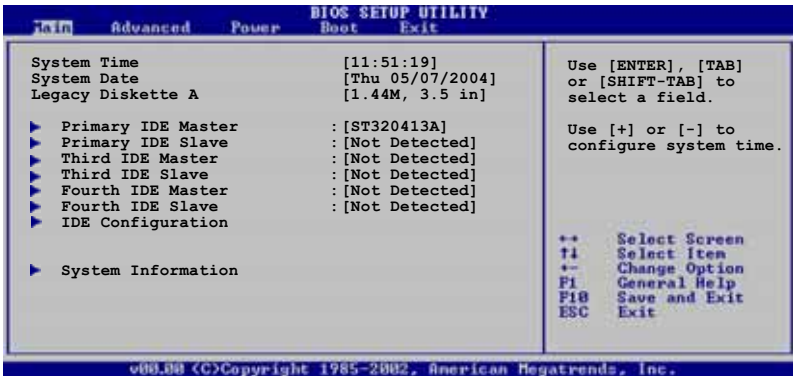 BIOS SETUP UTILITY
Main Advanced Power Boot Exit
System Time [11:51:19]
System Date [Thu 05/07/2004]
Legacy Diskette A [1.44M, 3.5 in]
Primary IDE Master :[ST320413A]
Primary IDE Slave :[Not Detected]
Third IDE Master :[Not Detected]
Third IDE Slave :[Not Detected]
Fourth IDE Master :[Not Detected]
Fourth IDE Slave :[Not Detected]
IDE Configuration
System Information
Use [ENTER], [TAB]
or [SHIFT-TAB] to
select a field.
Use [+] or [-] to
configure system time.
←→ Select Screen
↑↓ Select Item
+- Change Option
F1 General Help
F10 Save and Exit
ESC Exit
v00.00 (C)Copyright 1985-2002, American Megatrends, Inc.